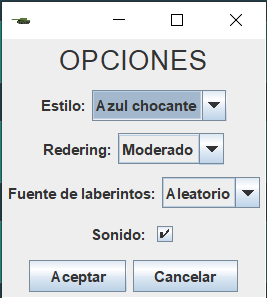 OPCIONES
Estilo: Azul chocante
Redering: Moderado
Fuente de laberintos: Aleatorio
Sonido:
Aceptar Cancelar